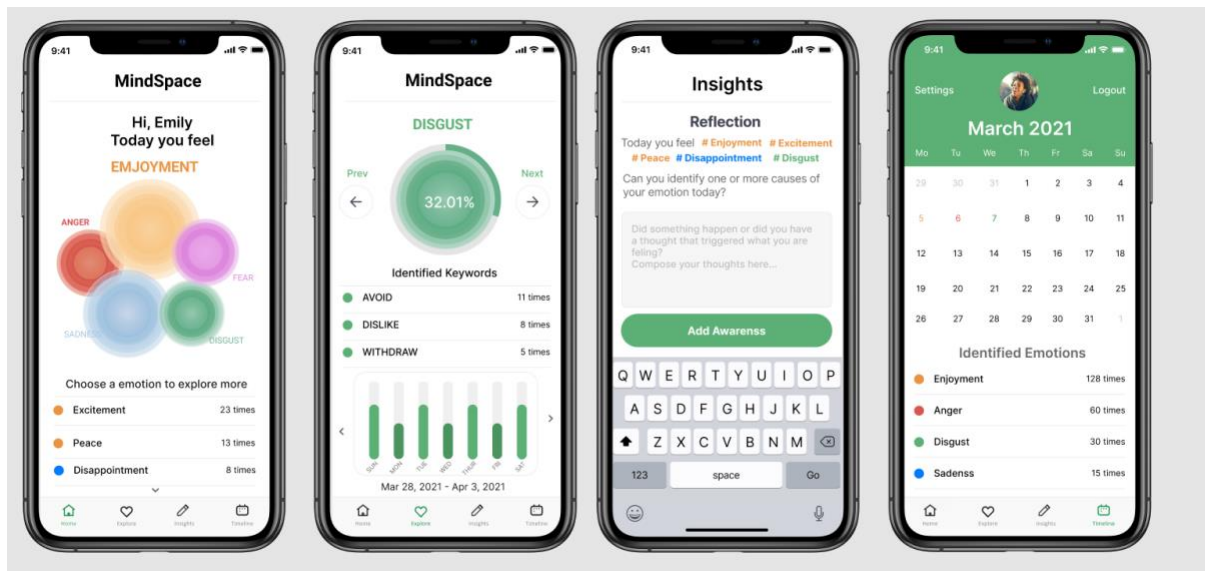 9:41
MindSpace
Hi, Emily
Today you feel
EMJOYMENT
ANGER
FEAR
SADNESS
DISGUST
Choose a emotion to explore more
Excitement 23 times
Peace 13 times
Disappointment 8 times
Home Explore Insights Timeline
9:41
MindSpace
DISGUST
Prev Next
32.01%
Identified Keywords
AVOID 11 times
DISLIKE 8 times
WITHDRAW 5 times
SUN MON TUE WED THUR FRI SAT
Mar 28, 2021 - Apr 3, 2021
Home Explore Insights Timeline
9:41
Insights
Reflection
Today you feel # Enjoyment # Excitement
# Peace # Disappointment # Disgust
Can you identify one or more causes of
your emotion today?
Did something happen or did you have
a thought that triggered what you are
feling?
Compose your thoughts here...
Add Awarenss
Q W E R T Y U I O P
A S D F G H J K L
Z X C V B N M
123 space Go
9:41
Settings Logout
March 2021
Mo Tu We Th Fr Sa Su
29 30 31 1 2 3 4
5 6 7 8 9 10 11
12 13 14 15 16 17 18
19 20 21 22 23 24 25
26 27 28 29 30 31 1
Identified Emotions
Enjoyment 128 times
Anger 60 times
Disgust 30 times
Sadenss 15 times
Home Explore Insights Timeline